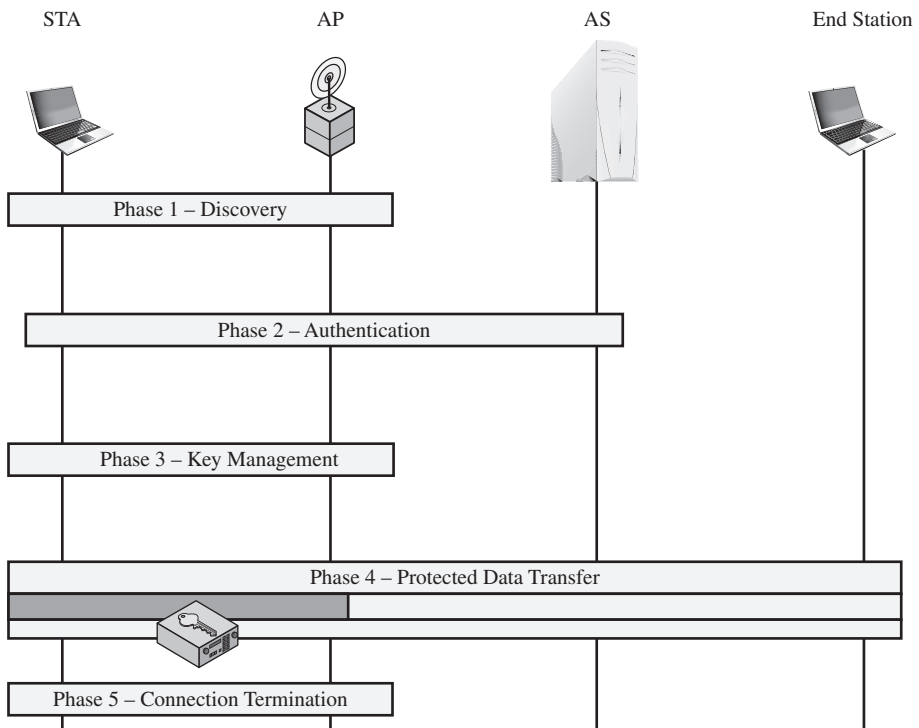 STA
AP
AS
End Station
Phase 1 – Discovery
Phase 2 – Authentication
Phase 3 – Key Management
Phase 4 – Protected Data Transfer
Phase 5 – Connection Termination